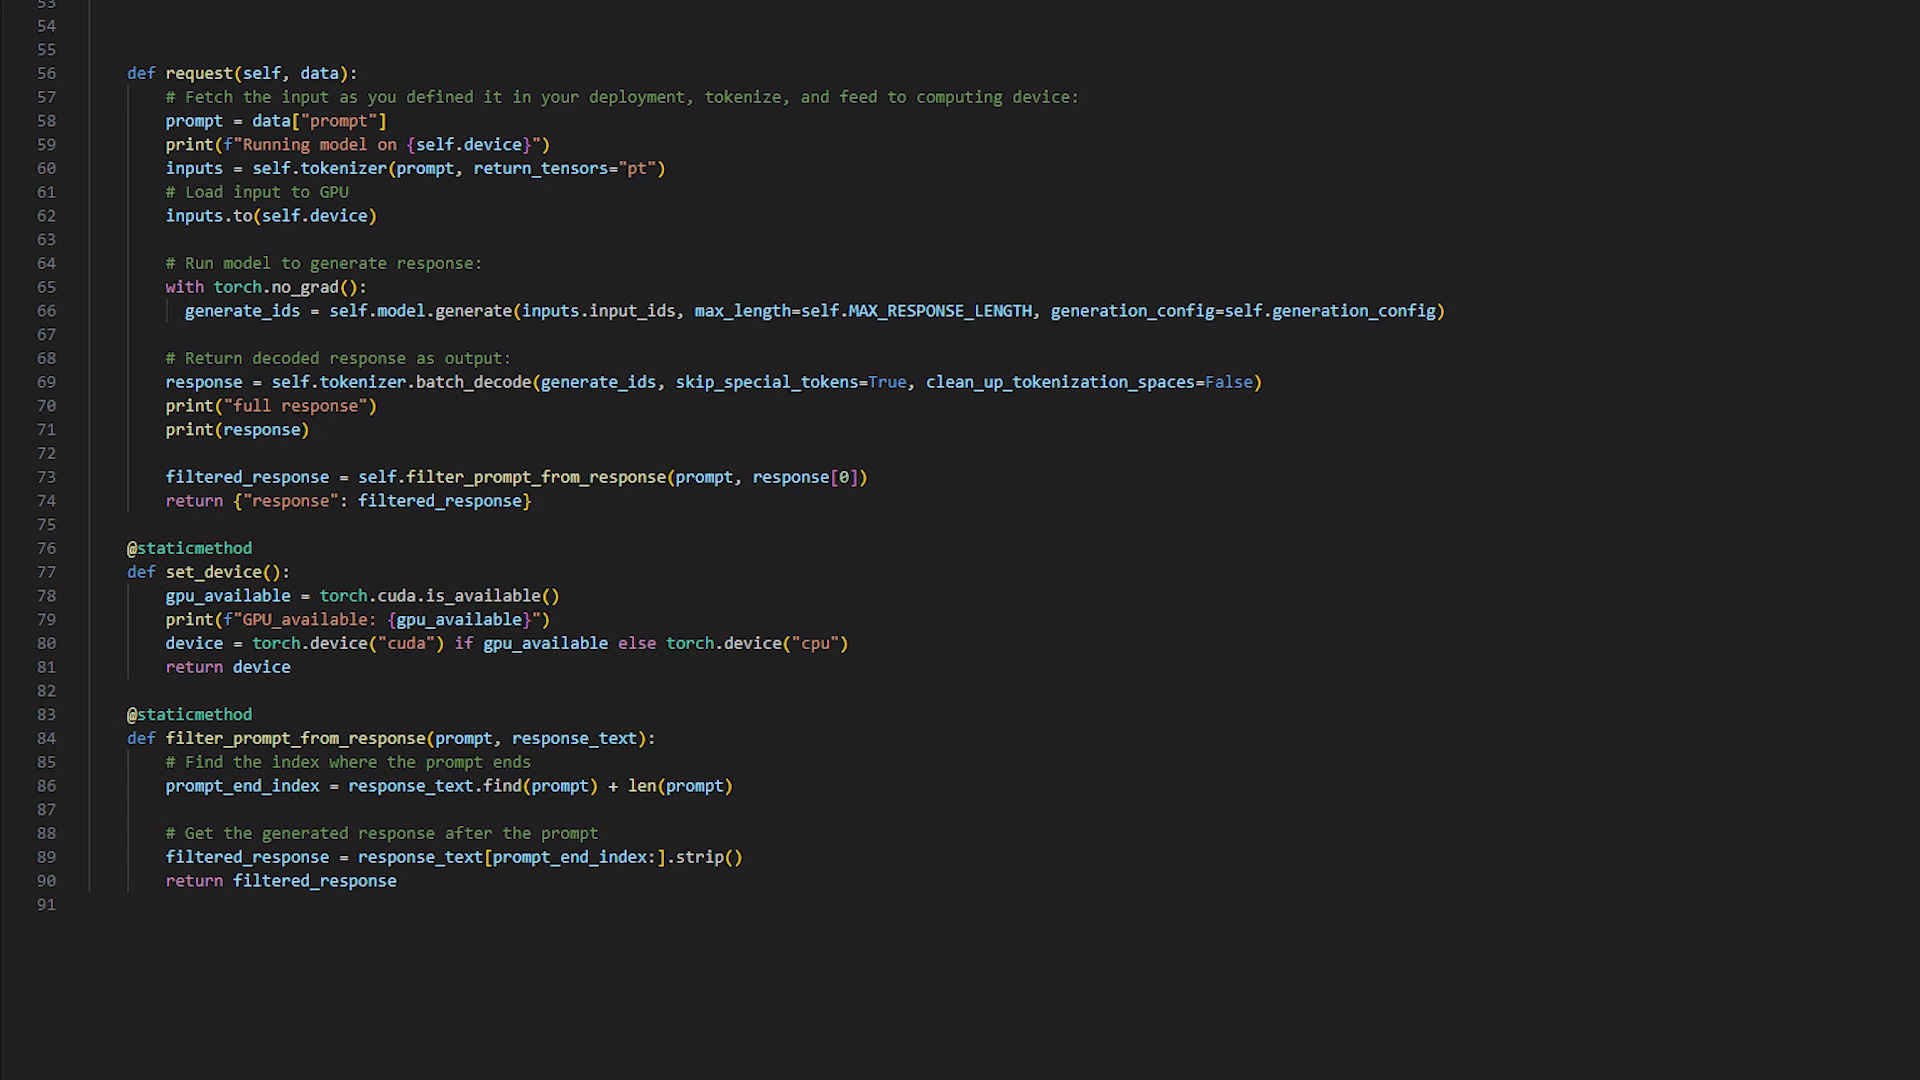 53
54
55
56 def request(self, data):
57 # Fetch the input as you defined it in your deployment, tokenize, and feed to computing device:
58 prompt = data["prompt"]
59 print(f"Running model on {self.device}")
60 inputs = self.tokenizer(prompt, return_tensors="pt")
61 # Load input to GPU
62 inputs.to(self.device)
63
64 # Run model to generate response:
65 with torch.no_grad():
66 generate_ids = self.model.generate(inputs.input_ids, max_length=self.MAX_RESPONSE_LENGTH, generation_config=self.generation_config)
67
68 # Return decoded response as output:
69 response = self.tokenizer.batch_decode(generate_ids, skip_special_tokens=True, clean_up_tokenization_spaces=False)
70 print("full response")
71 print(response)
72
73 filtered_response = self.filter_prompt_from_response(prompt, response[0])
74 return {"response": filtered_response}
75
76 @staticmethod
77 def set_device():
78 gpu_available = torch.cuda.is_available()
79 print(f"GPU_available: {gpu_available}")
80 device = torch.device("cuda") if gpu_available else torch.device("cpu")
81 return device
82
83 @staticmethod
84 def filter_prompt_from_response(prompt, response_text):
85 # Find the index where the prompt ends
86 prompt_end_index = response_text.find(prompt) + len(prompt)
87
88 # Get the generated response after the prompt
89 filtered_response = response_text[prompt_end_index:].strip()
90 return filtered_response
91